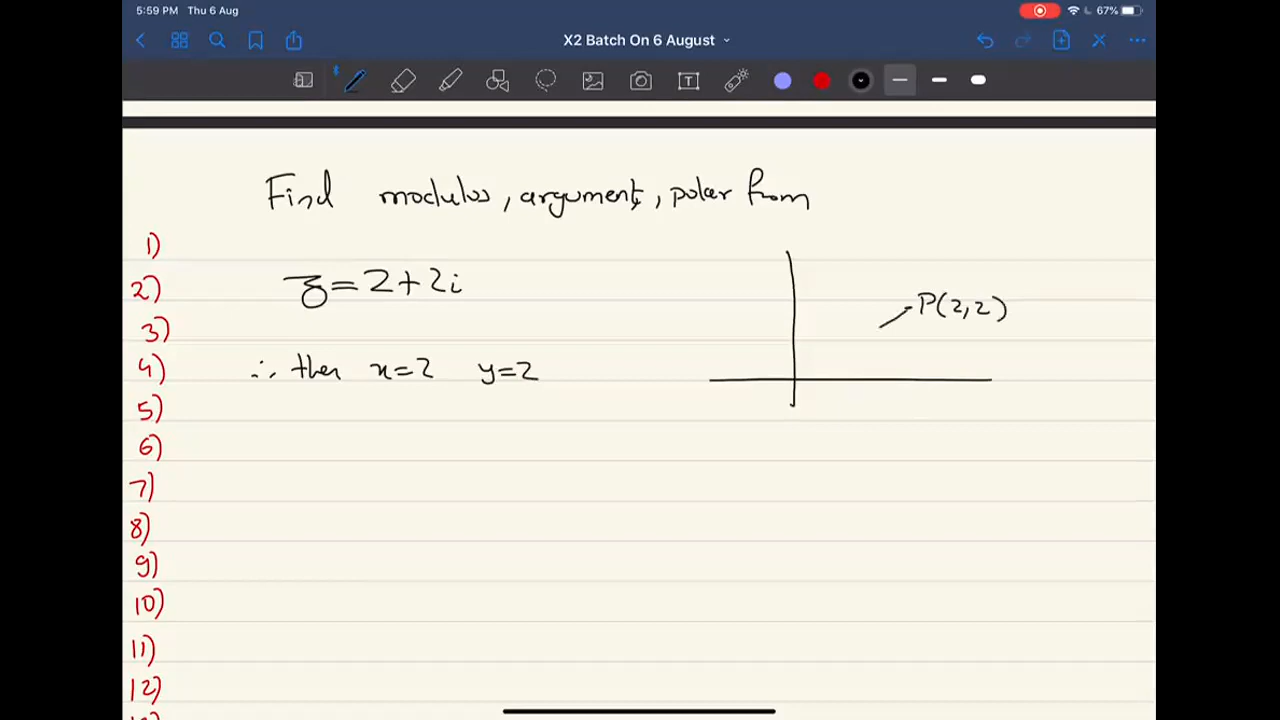 5:59 PM Thu 6 Aug 67%
X2 Batch On 6 August
T
Find modulus, argument, polar from
1)
2) z=2+2i P(2,2)
3)
4) ∴ then x=2 y=2
5)
6)
7)
8)
9)
10)
11)
12)